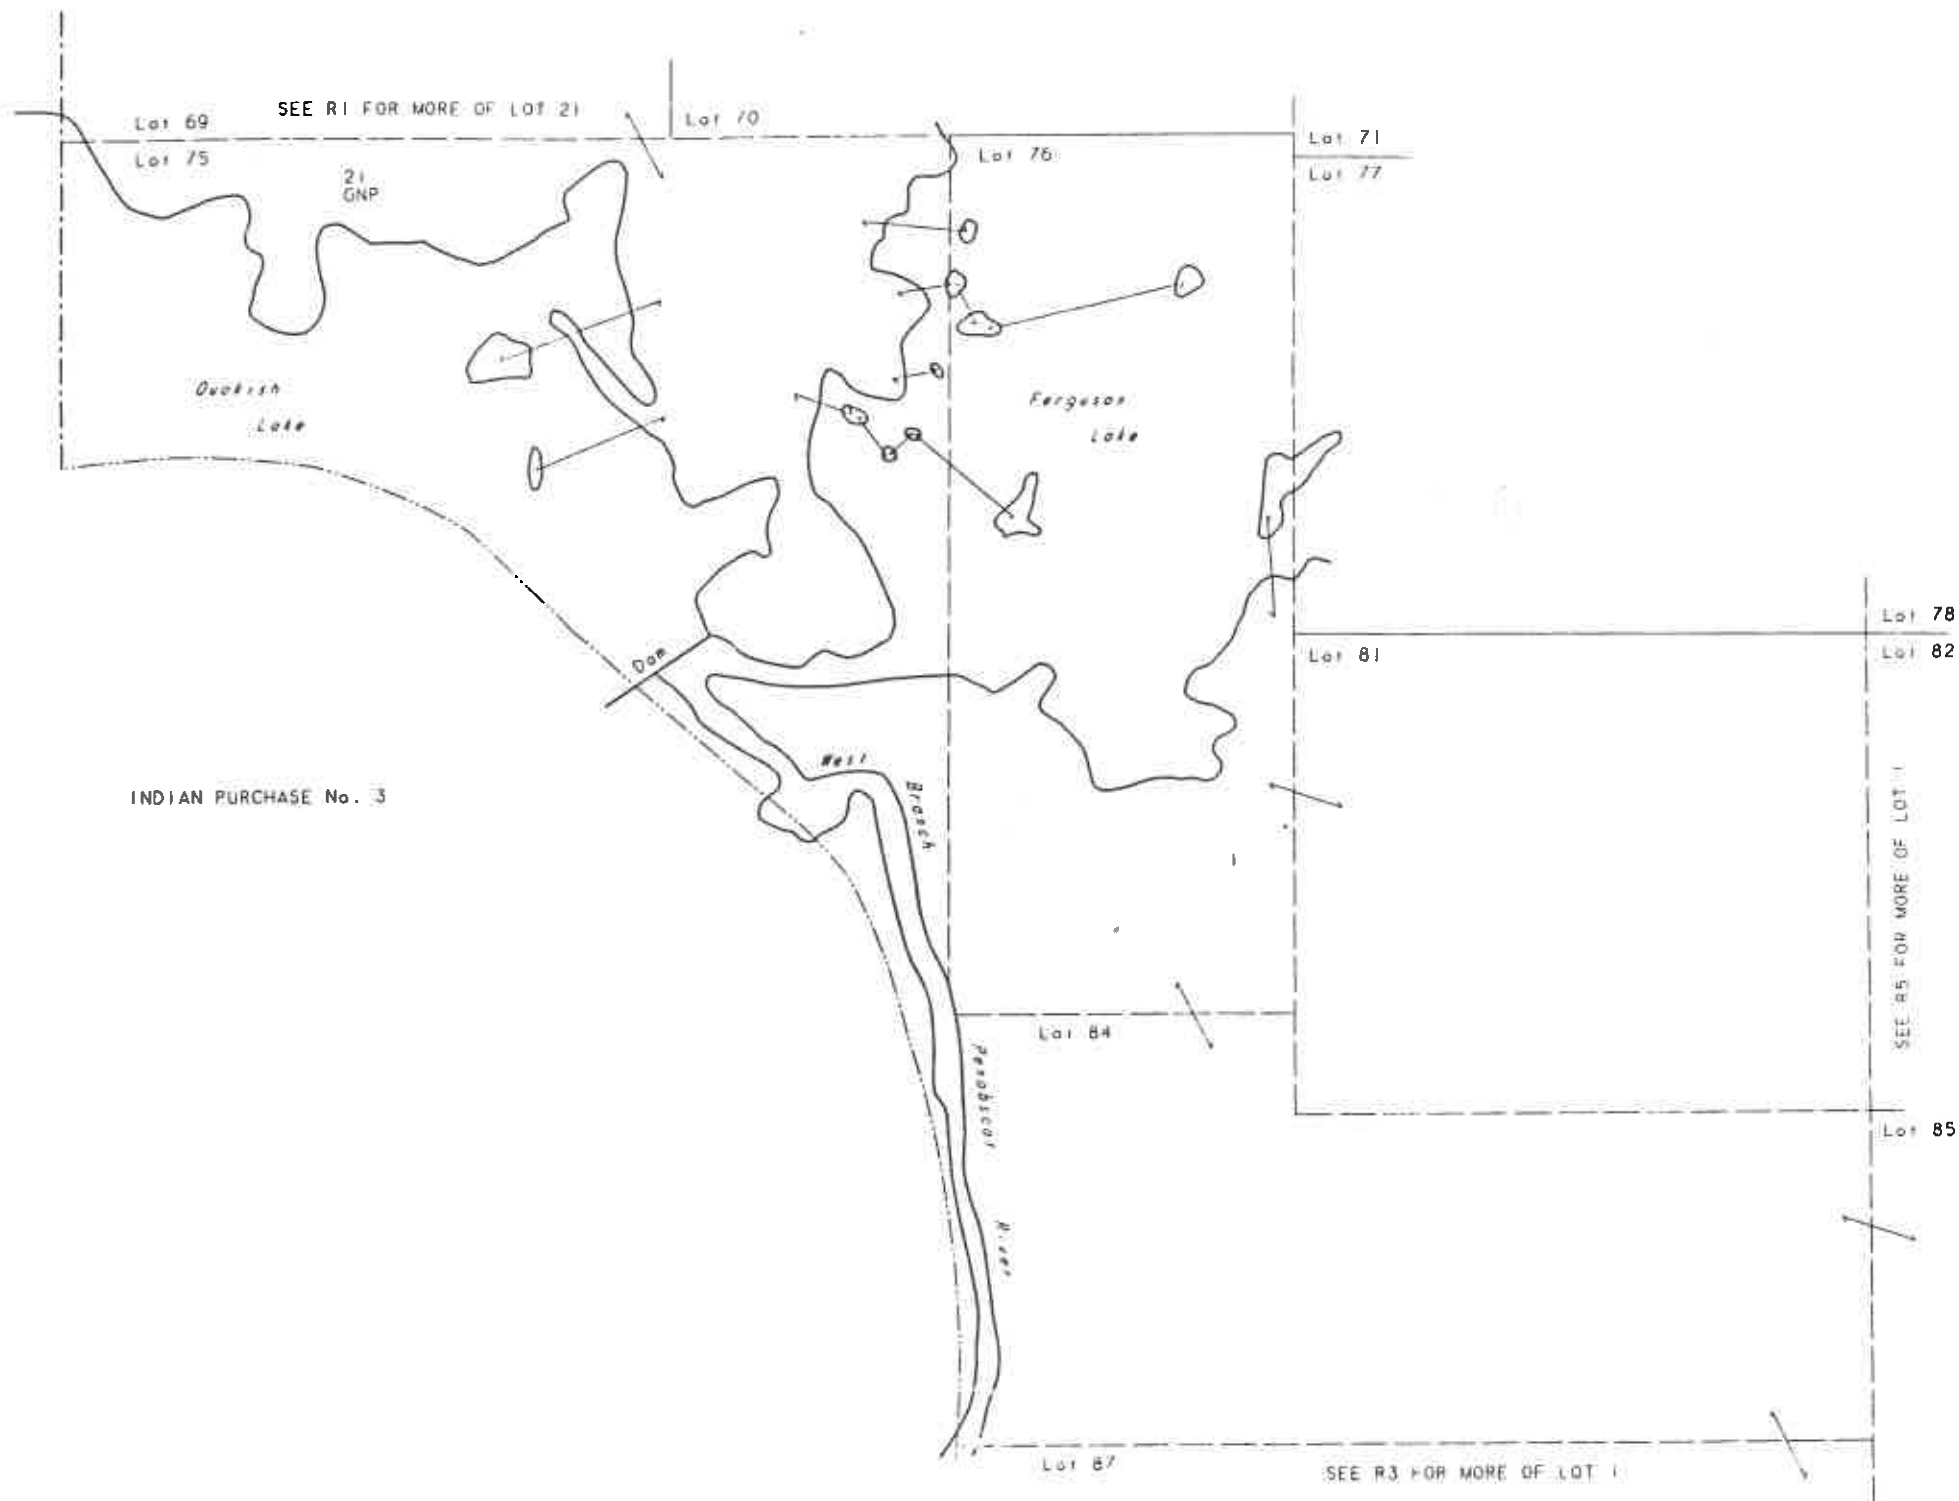 SEE R1 FOR MORE OF LOT 21
Lot 69
Lot 70
Lot 71
Lot 75
Lot 76
Lot 77
21
GNP
Quakish
Lake
Ferguson
Lake
Lot 78
Lot 81
Lot 82
Dam
West
Branch
INDIAN PURCHASE No. 3
1
SEE R5 FOR MORE OF LOT 1
Lot 84
Penobscot
River
Lot 85
Lot 87
SEE R3 FOR MORE OF LOT 1